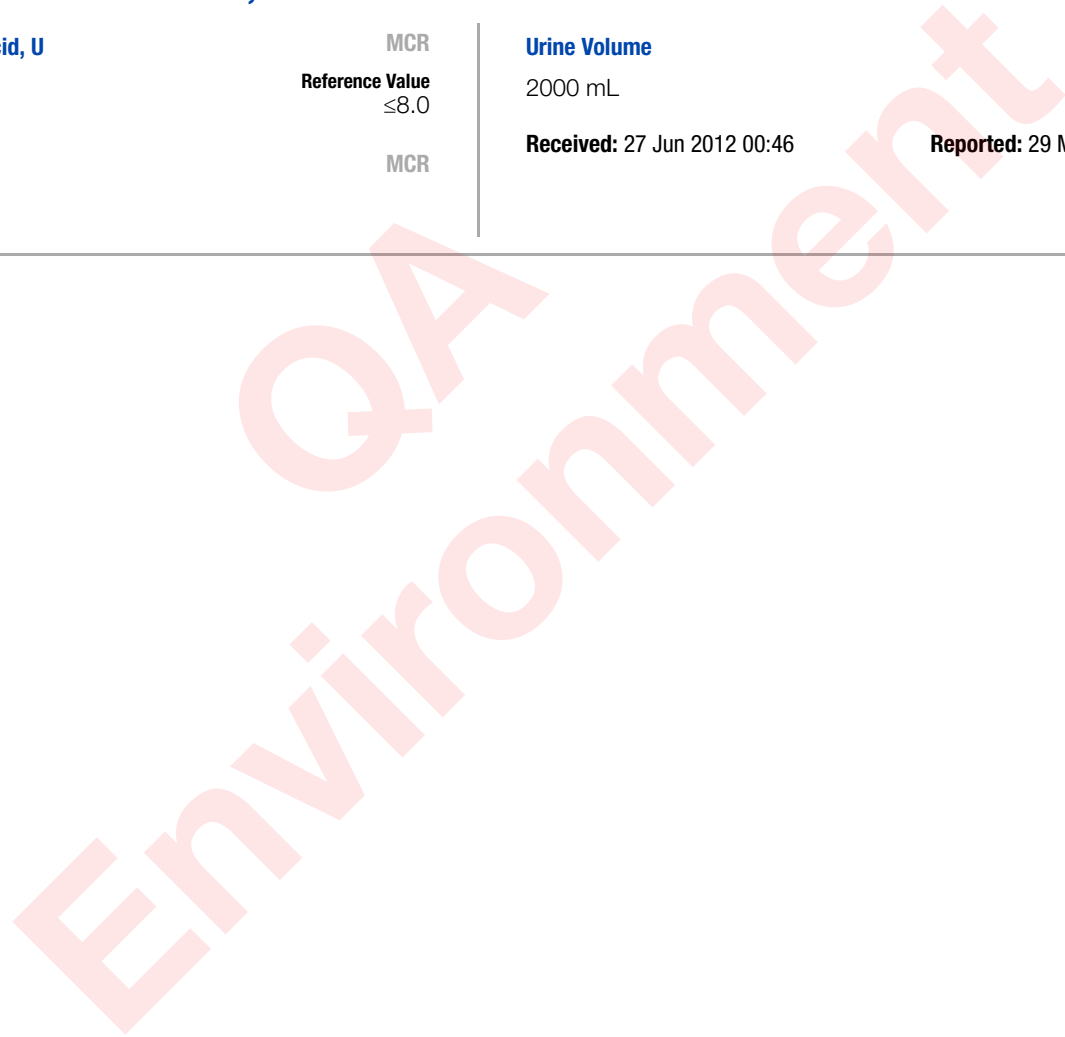 cid, U
MCR
Reference Value
≤8.0
MCR
Urine Volume
2000 mL
Received: 27 Jun 2012 00:46
Reported: 29 M
QA
Environment